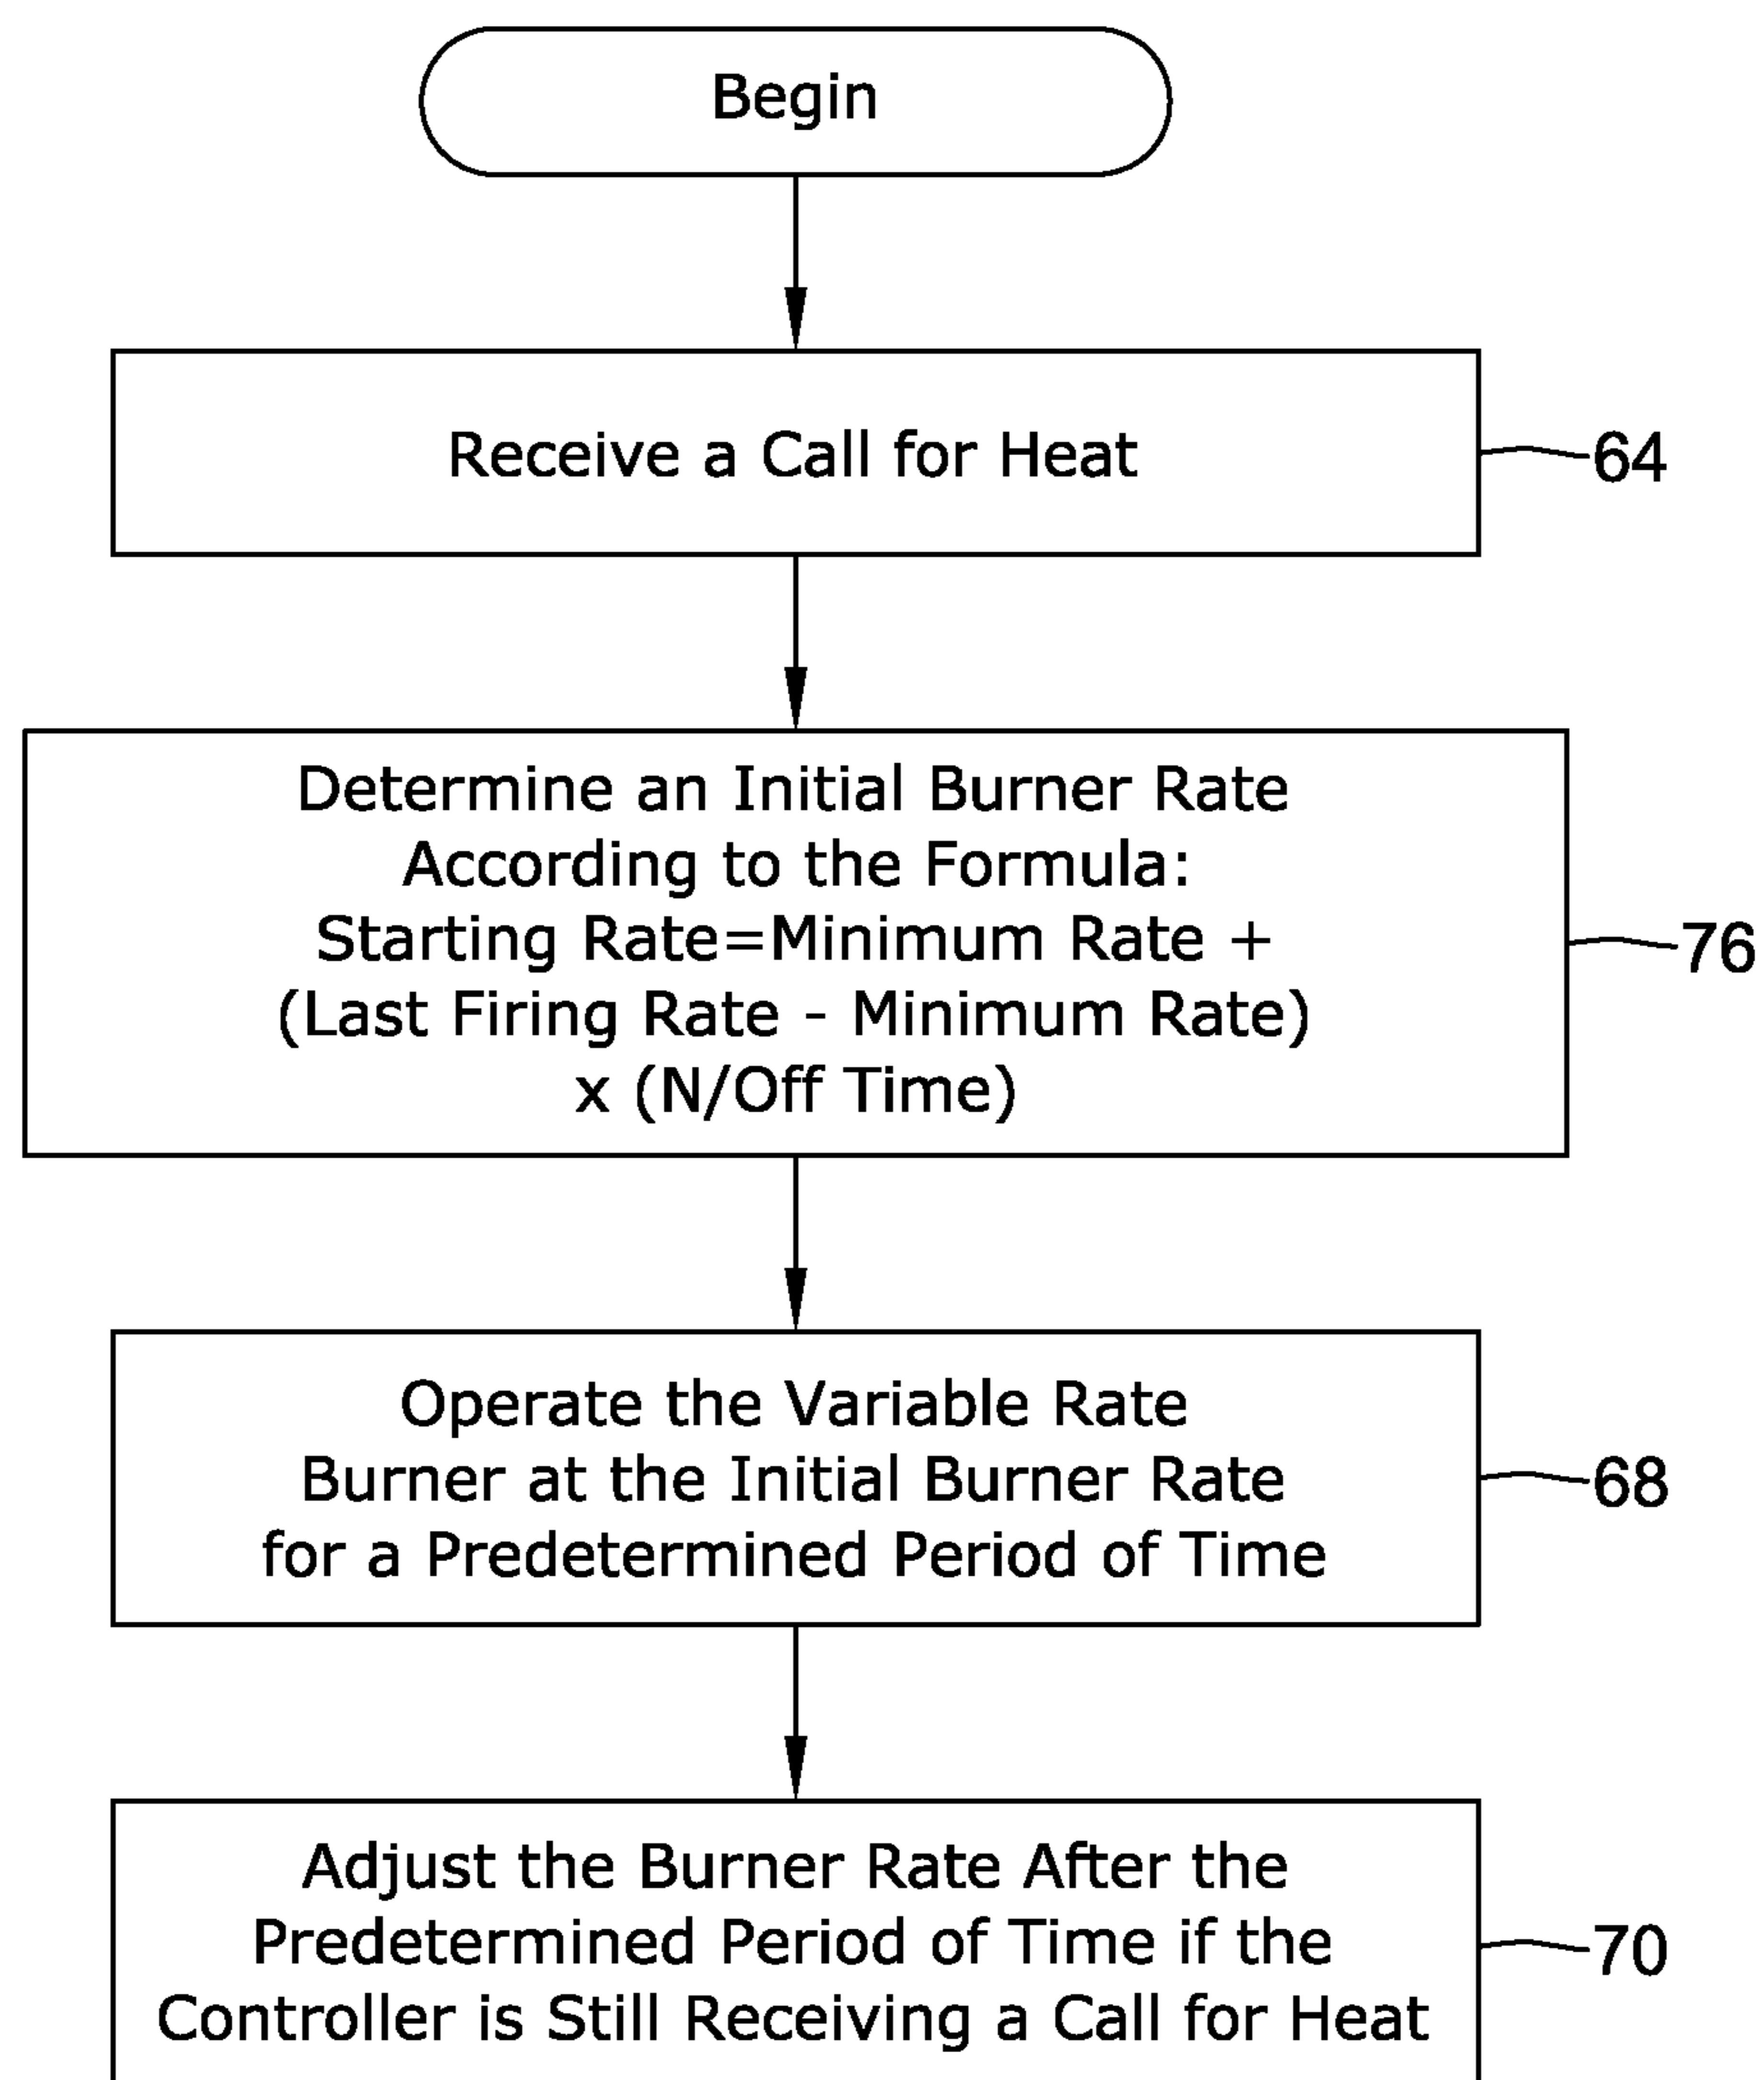 Begin
Receive a Call for Heat
64
Determine an Initial Burner Rate
According to the Formula:
Starting Rate=Minimum Rate +
(Last Firing Rate - Minimum Rate)
x (N/Off Time)
76
Operate the Variable Rate
Burner at the Initial Burner Rate
for a Predetermined Period of Time
68
Adjust the Burner Rate After the
Predetermined Period of Time if the
Controller is Still Receiving a Call for Heat
70